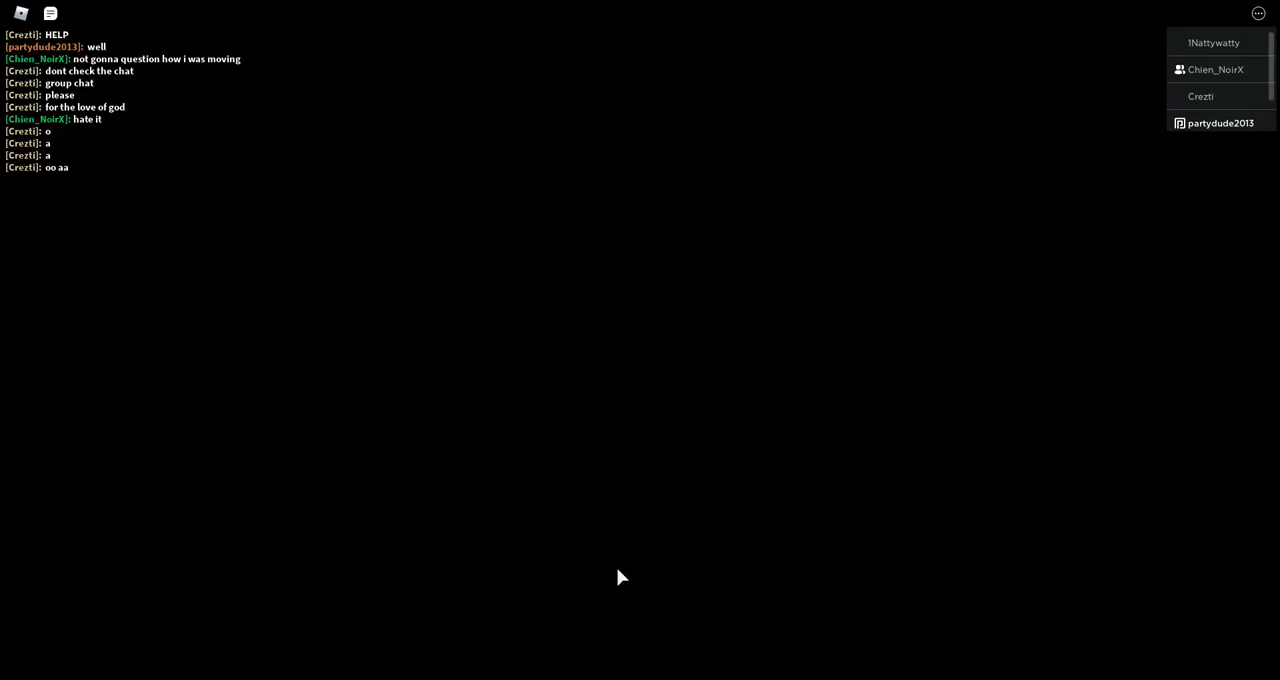 [Crezti]: HELP
[partydude2013]: well
[Chien_NoirX]: not gonna question how i was moving
[Crezti]: dont check the chat
[Crezti]: group chat
[Crezti]: please
[Crezti]: for the love of god
[Chien_NoirX]: hate it
[Crezti]: o
[Crezti]: a
[Crezti]: a
[Crezti]: oo aa
1Nattywatty
Chien_NoirX
Crezti
partydude2013